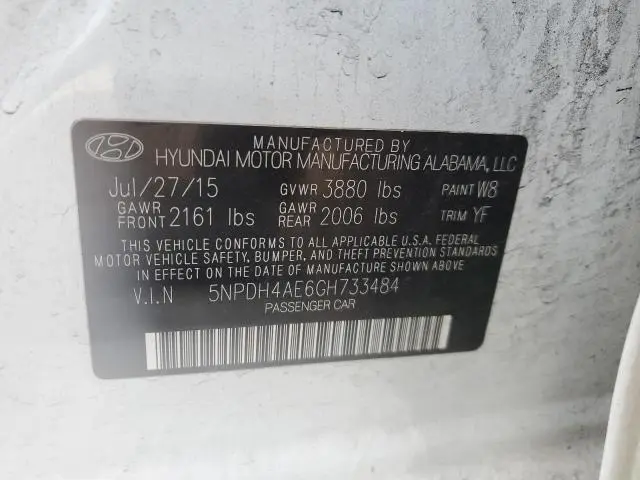 MANUFACTURED BY
HYUNDAI MOTOR MANUFACTURING ALABAMA, LLC
Jul/27/15 GVWR 3880 lbs PAINT W8
GAWR FRONT 2161 lbs GAWR REAR 2006 lbs TRIM YF
THIS VEHICLE CONFORMS TO ALL APPLICABLE U.S.A. FEDERAL
MOTOR VEHICLE SAFETY, BUMPER, AND THEFT PREVENTION STANDARDS
IN EFFECT ON THE DATE OF MANUFACTURE SHOWN ABOVE
V.I.N 5NPDH4AE6GH733484
PASSENGER CAR